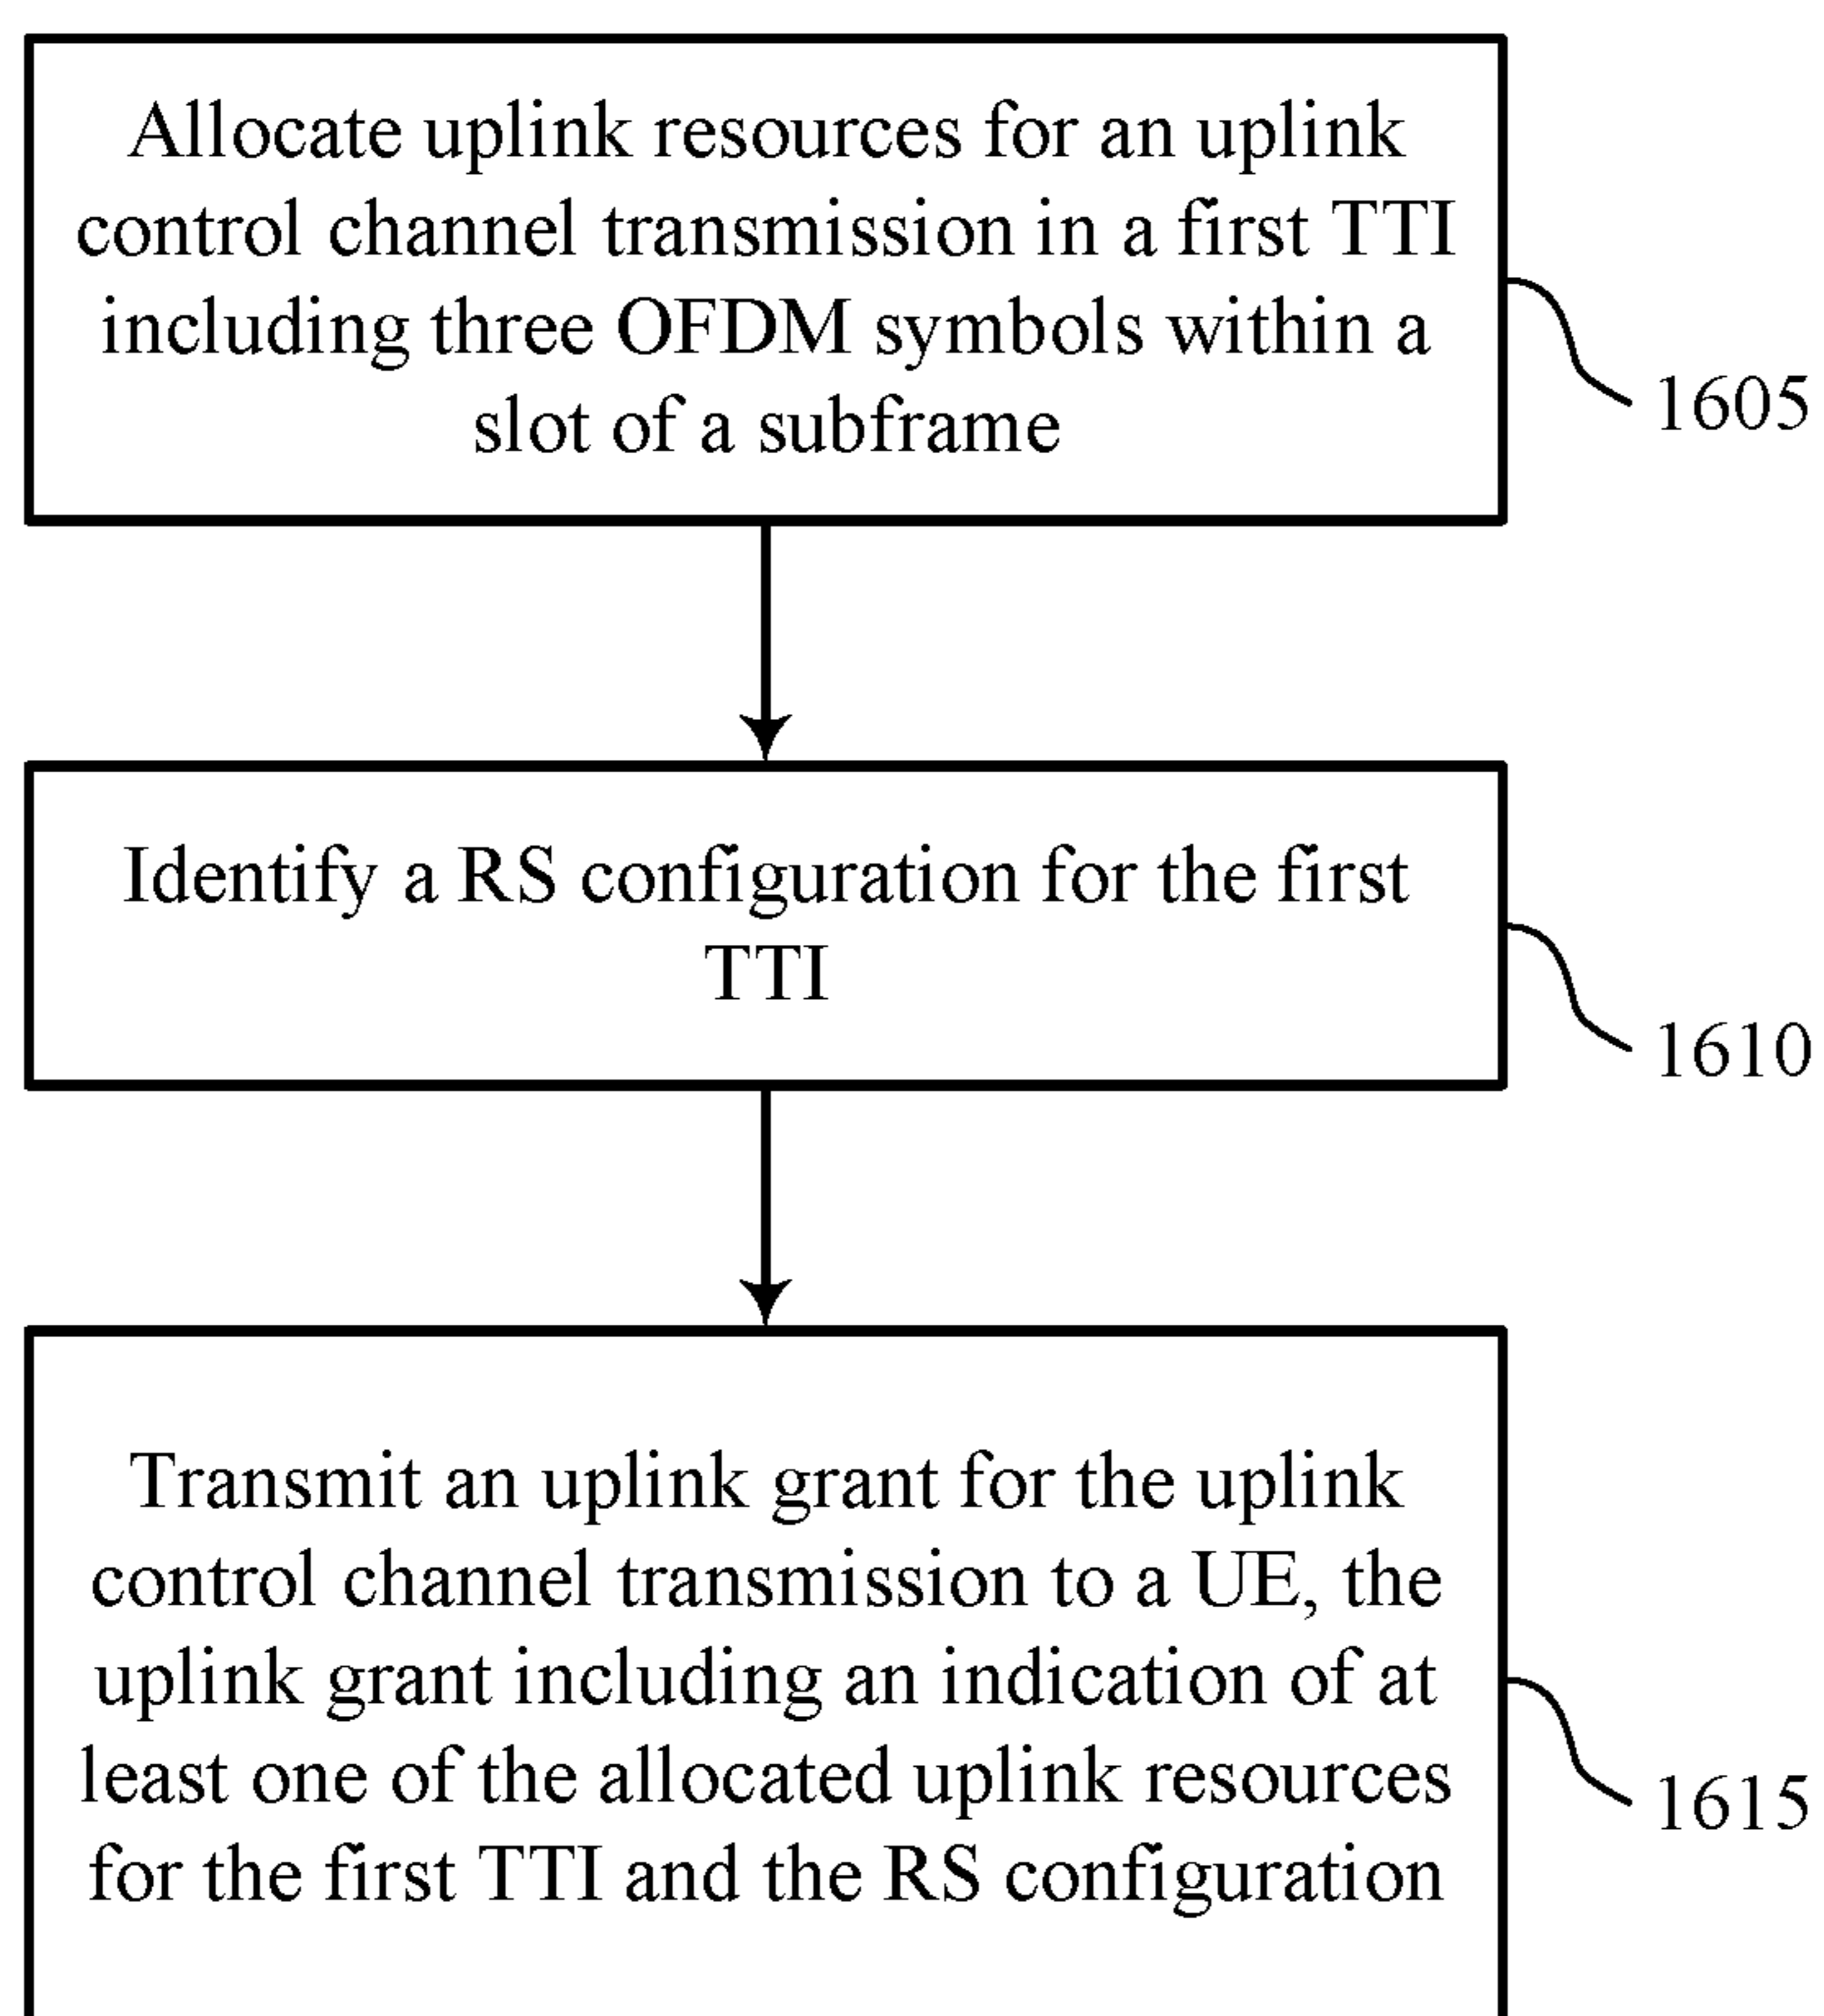 Allocate uplink resources for an uplink
control channel transmission in a first TTI
including three OFDM symbols within a
slot of a subframe
1605
Identify a RS configuration for the first
TTI
1610
Transmit an uplink grant for the uplink
control channel transmission to a UE, the
uplink grant including an indication of at
least one of the allocated uplink resources
for the first TTI and the RS configuration
1615